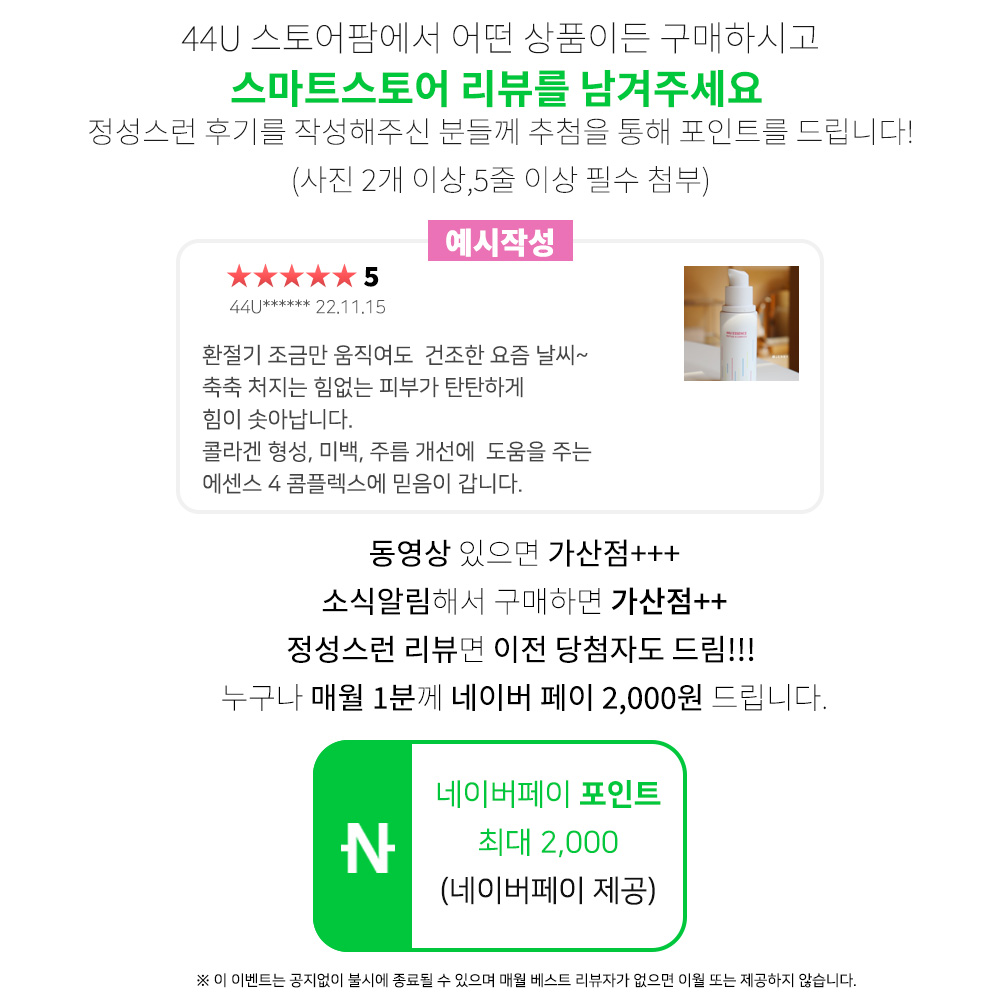 44U 스토어팜에서 어떤 상품이든 구매하시고
스마트스토어 리뷰를 남겨주세요
정성스런 후기를 작성해주신 분들께 추첨을 통해 포인트를 드립니다!
(사진 2개 이상,5줄 이상 필수 첨부)
예시작성
★★★★★ 5
44U****** 22.11.15
환절기 조금만 움직여도 건조한 요즘 날씨~
축축 처지는 힘없는 피부가 탄탄하게
힘이 솟아납니다.
콜라겐 형성, 미백, 주름 개선에 도움을 주는
에센스 4 콤플렉스에 믿음이 갑니다.
동영상 있으면 가산점+++
소식알림해서 구매하면 가산점++
정성스런 리뷰면 이전 당첨자도 드림!!!
누구나 매월 1분께 네이버 페이 2,000원 드립니다.
N
네이버페이 포인트
최대 2,000
(네이버페이 제공)
※ 이 이벤트는 공지없이 불시에 종료될 수 있으며 매월 베스트 리뷰자가 없으면 이월 또는 제공하지 않습니다.